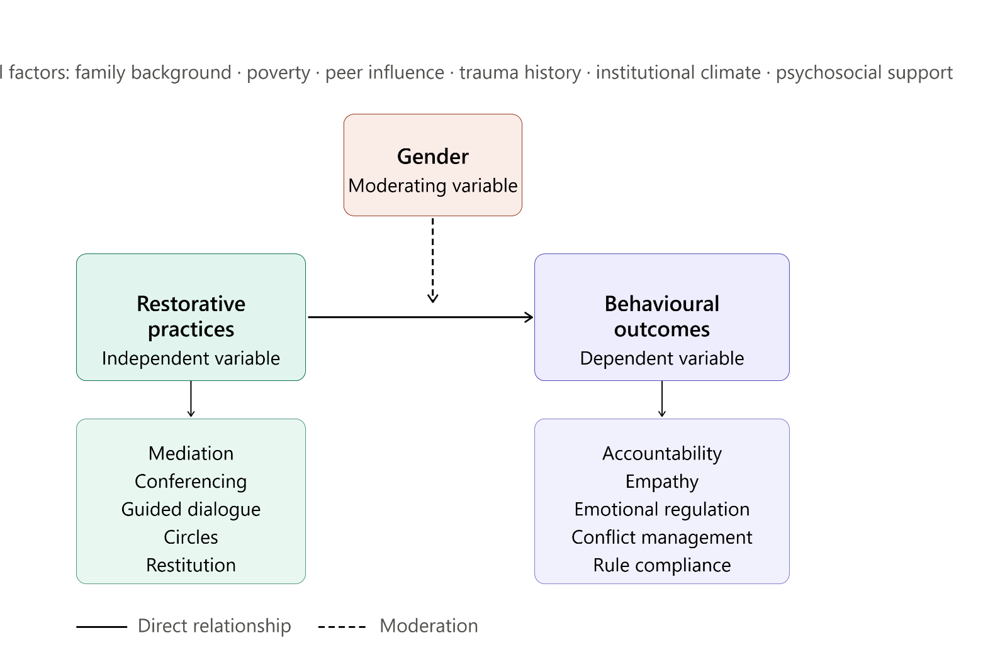 l factors: family background · poverty · peer influence · trauma history · institutional climate · psychosocial support
Gender
Moderating variable
Restorative
practices
Independent variable
Behavioural
outcomes
Dependent variable
Mediation
Conferencing
Guided dialogue
Circles
Restitution
Accountability
Empathy
Emotional regulation
Conflict management
Rule compliance
Direct relationship
Moderation